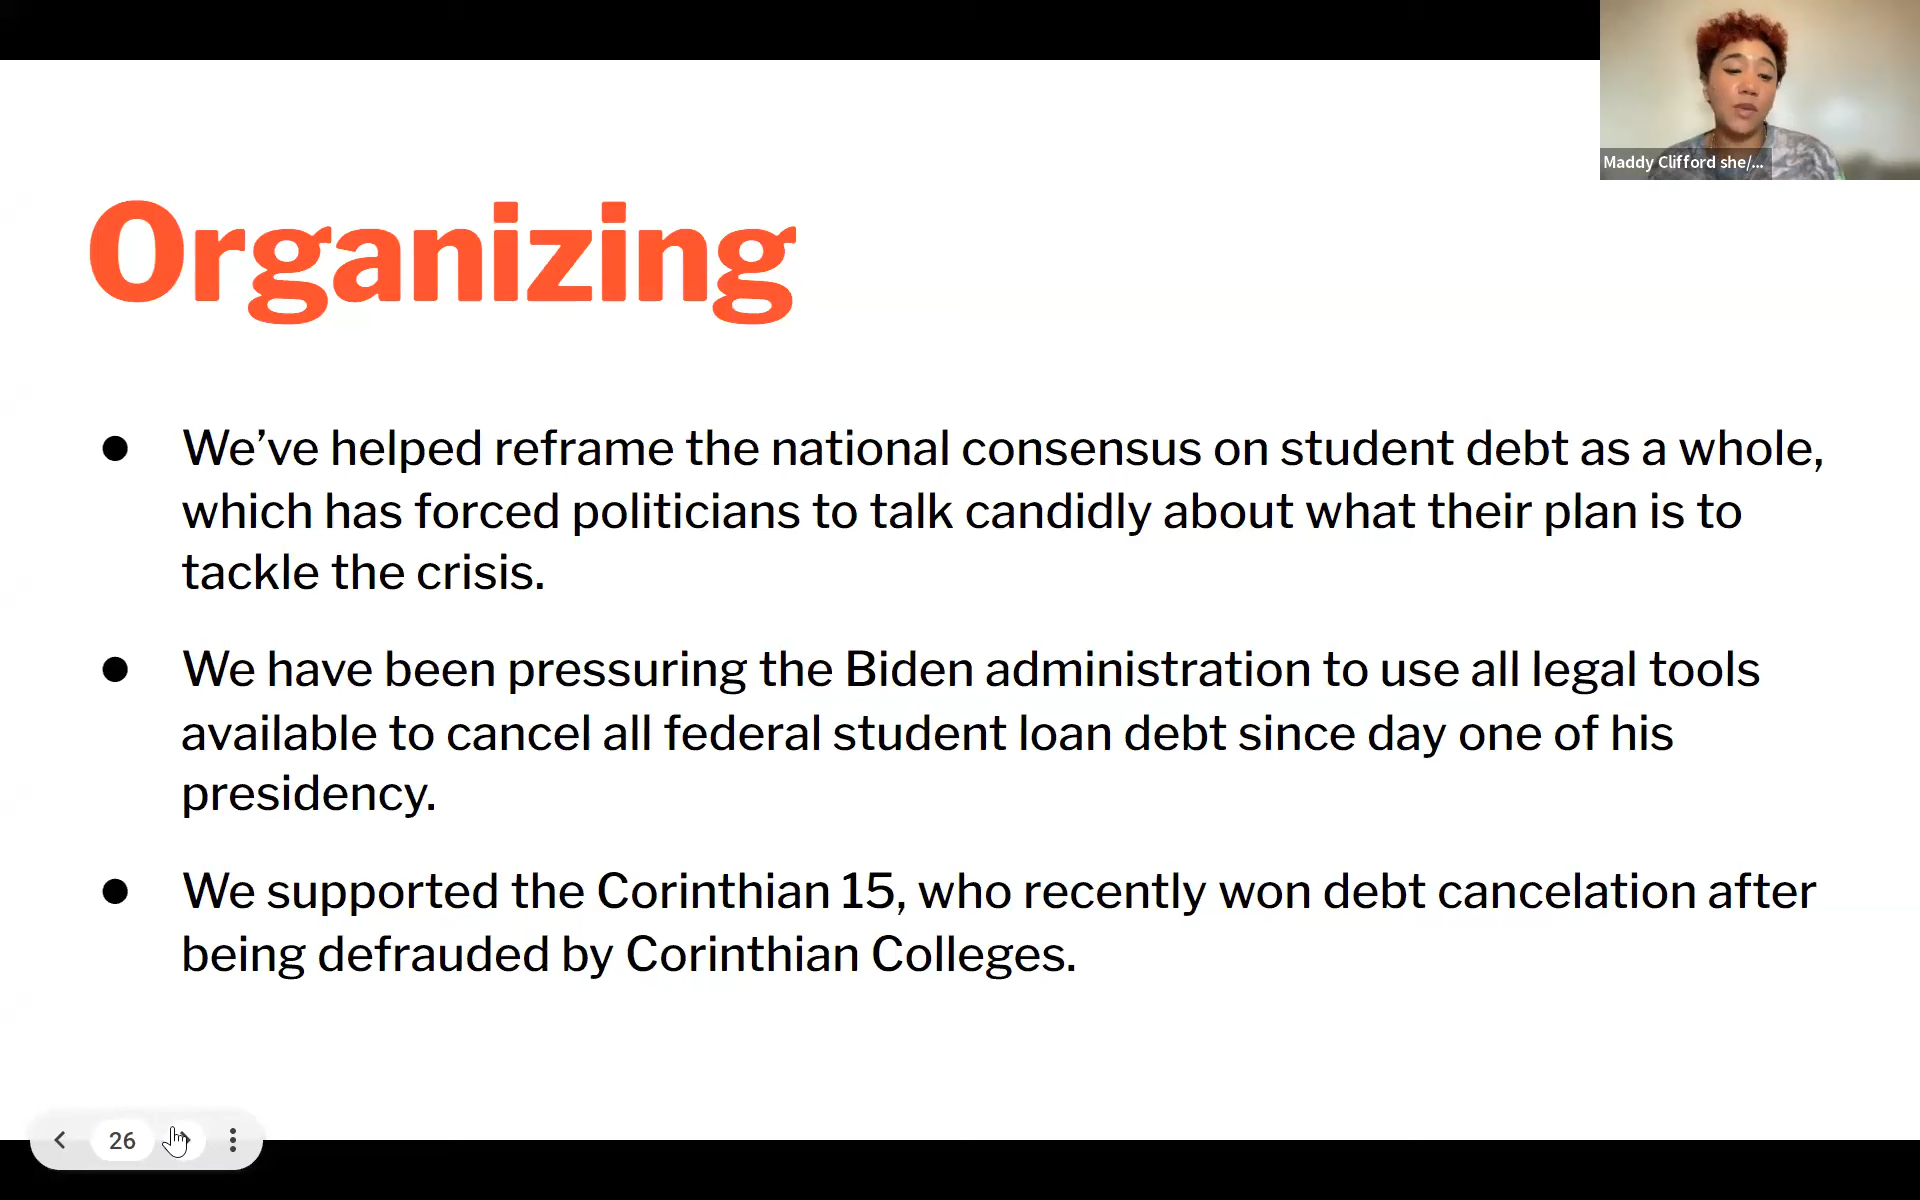 Maddy Clifford she/...
Organizing
● We’ve helped reframe the national consensus on student debt as a whole,
which has forced politicians to talk candidly about what their plan is to
tackle the crisis.
● We have been pressuring the Biden administration to use all legal tools
available to cancel all federal student loan debt since day one of his
presidency.
● We supported the Corinthian 15, who recently won debt cancelation after
being defrauded by Corinthian Colleges.
26